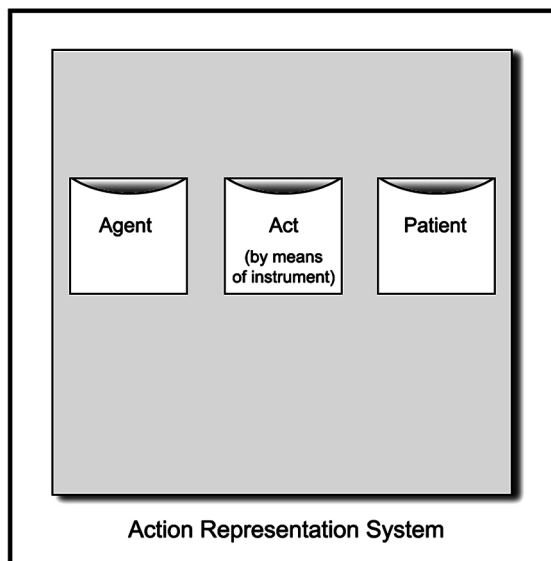 Agent
Act
(by means
of instrument)
Patient
Action Representation System